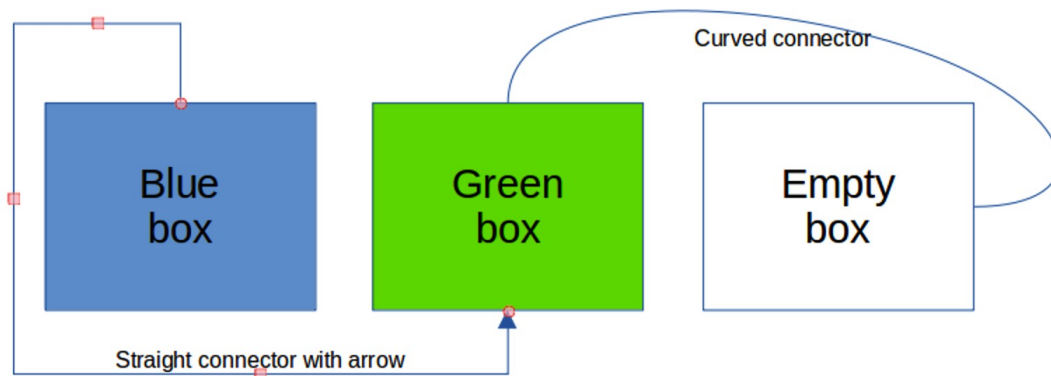 Curved connector
Blue
box
Green
box
Empty
box
Straight connector with arrow